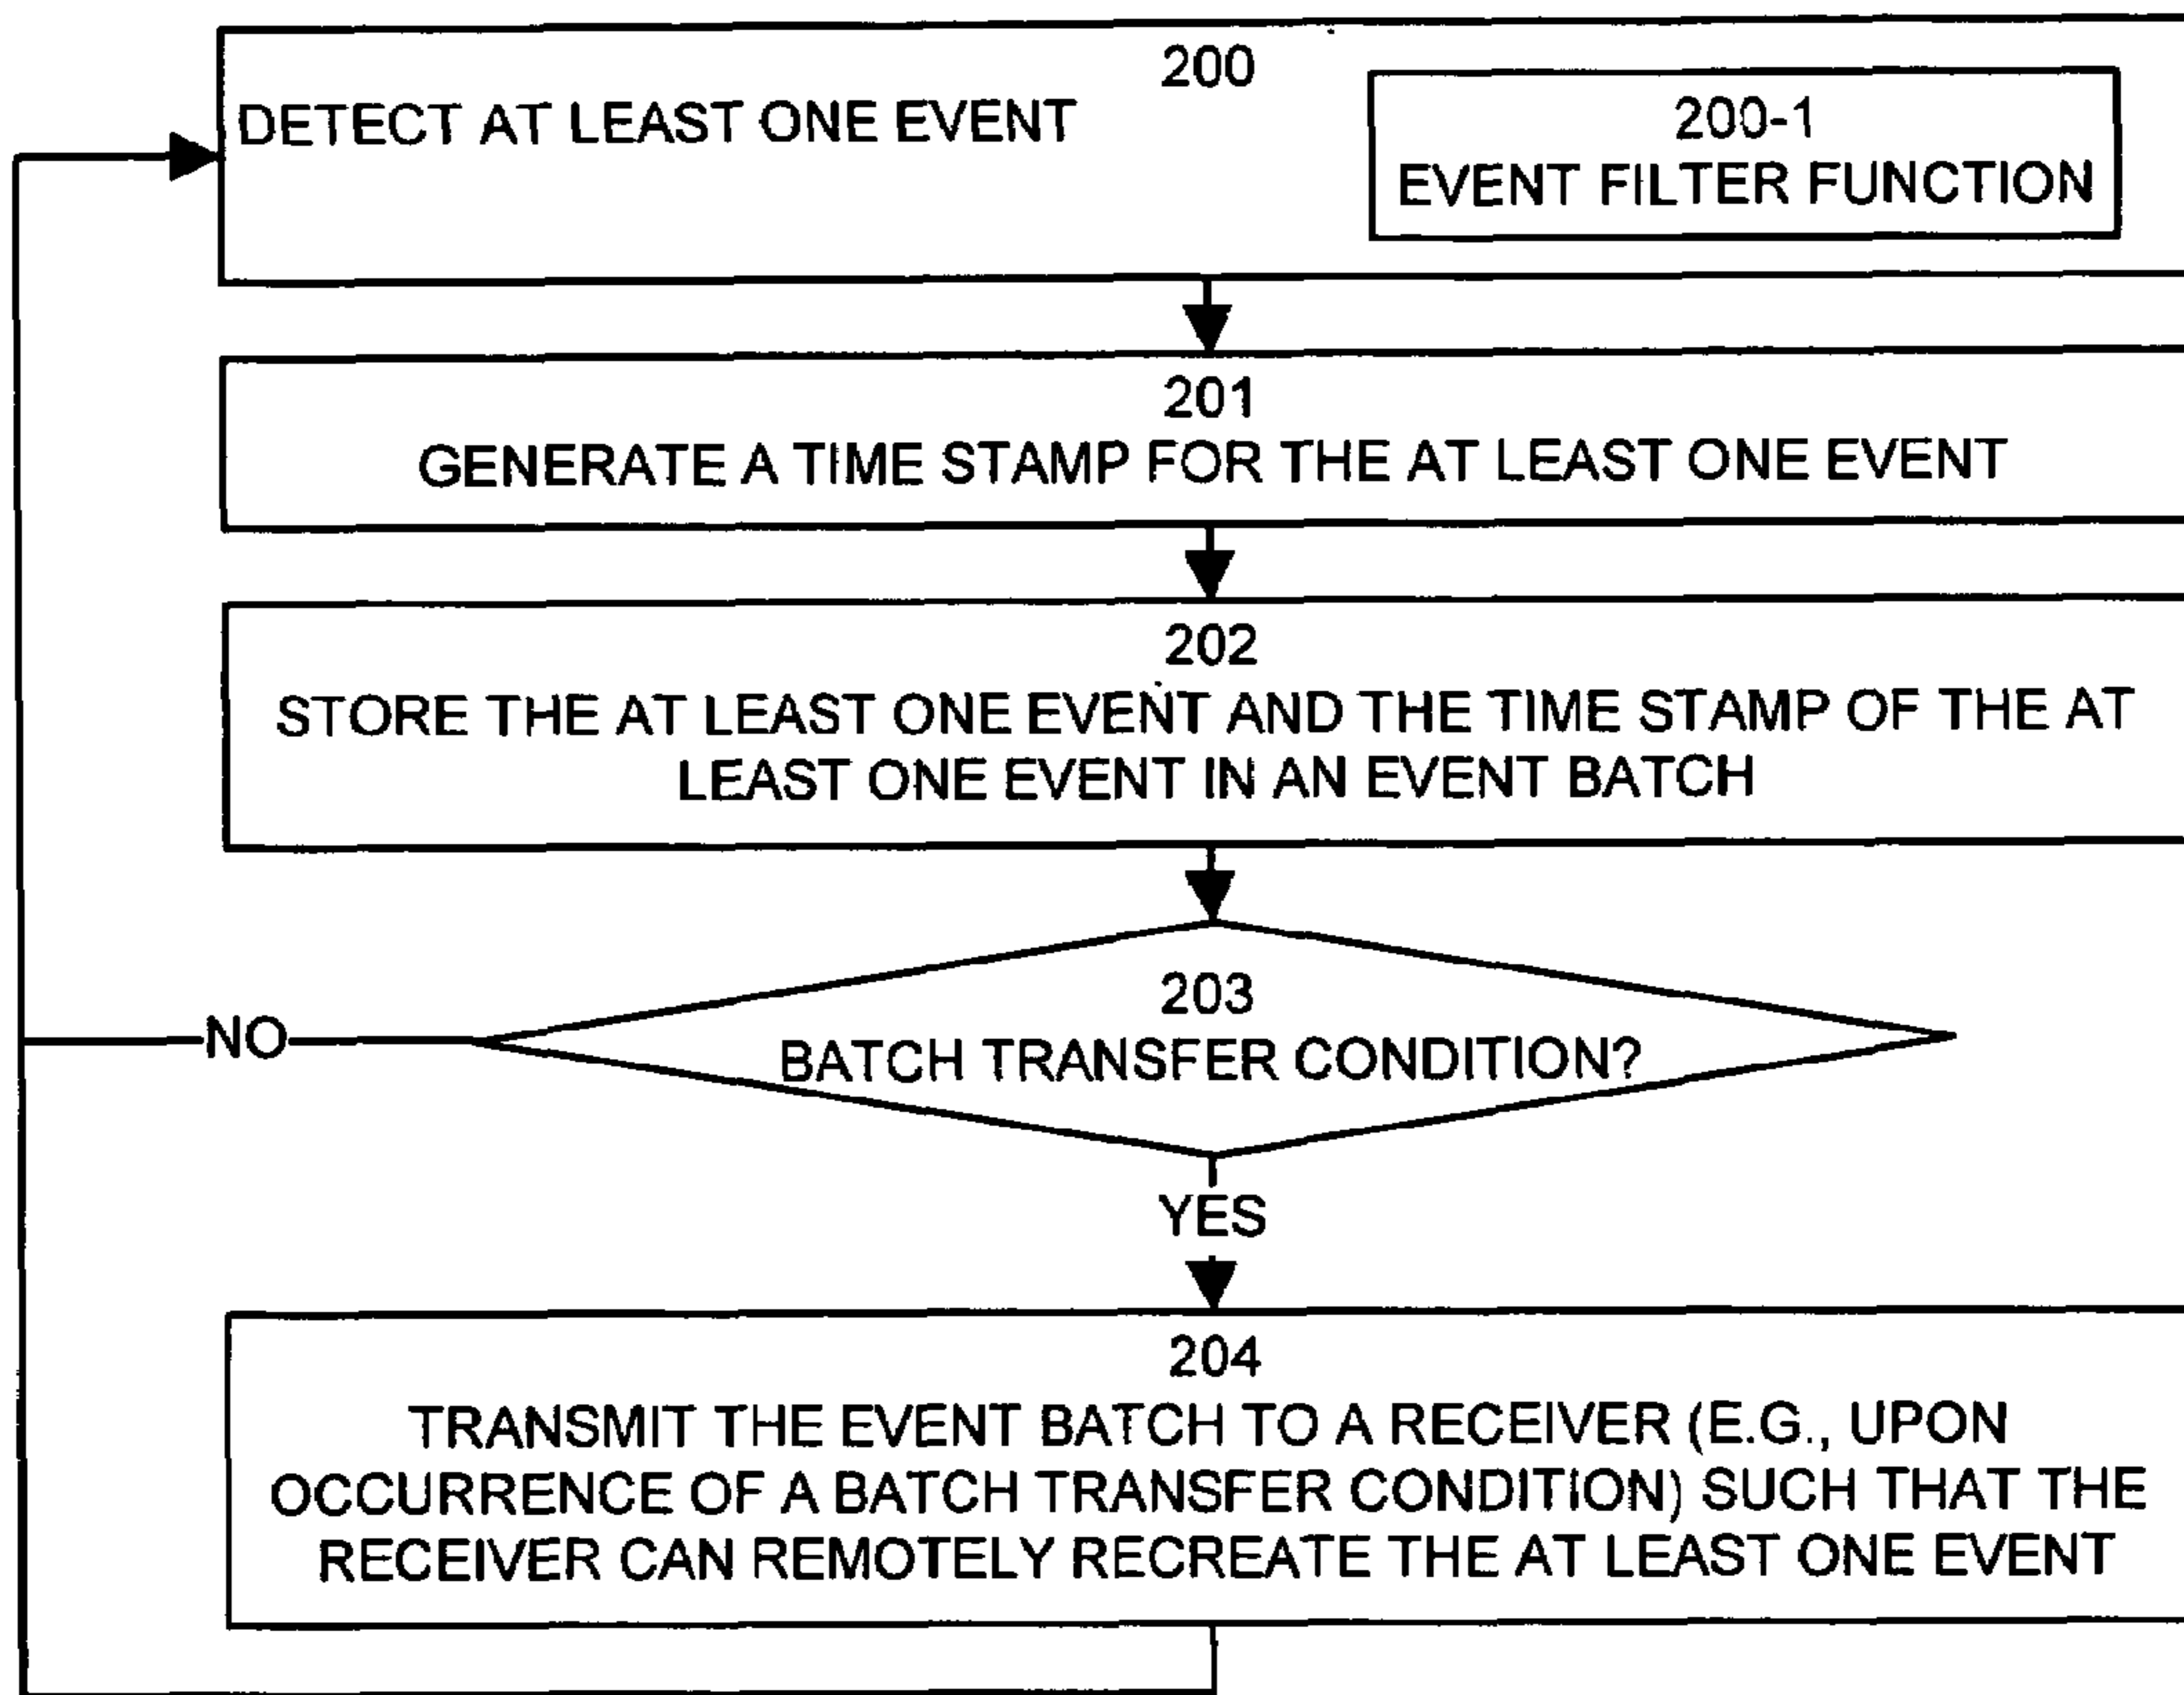 200
DETECT AT LEAST ONE EVENT
200-1
EVENT FILTER FUNCTION
201
GENERATE A TIME STAMP FOR THE AT LEAST ONE EVENT
202
STORE THE AT LEAST ONE EVENT AND THE TIME STAMP OF THE AT
LEAST ONE EVENT IN AN EVENT BATCH
203
BATCH TRANSFER CONDITION?
NO
YES
204
TRANSMIT THE EVENT BATCH TO A RECEIVER (E.G., UPON
OCCURRENCE OF A BATCH TRANSFER CONDITION) SUCH THAT THE
RECEIVER CAN REMOTELY RECREATE THE AT LEAST ONE EVENT